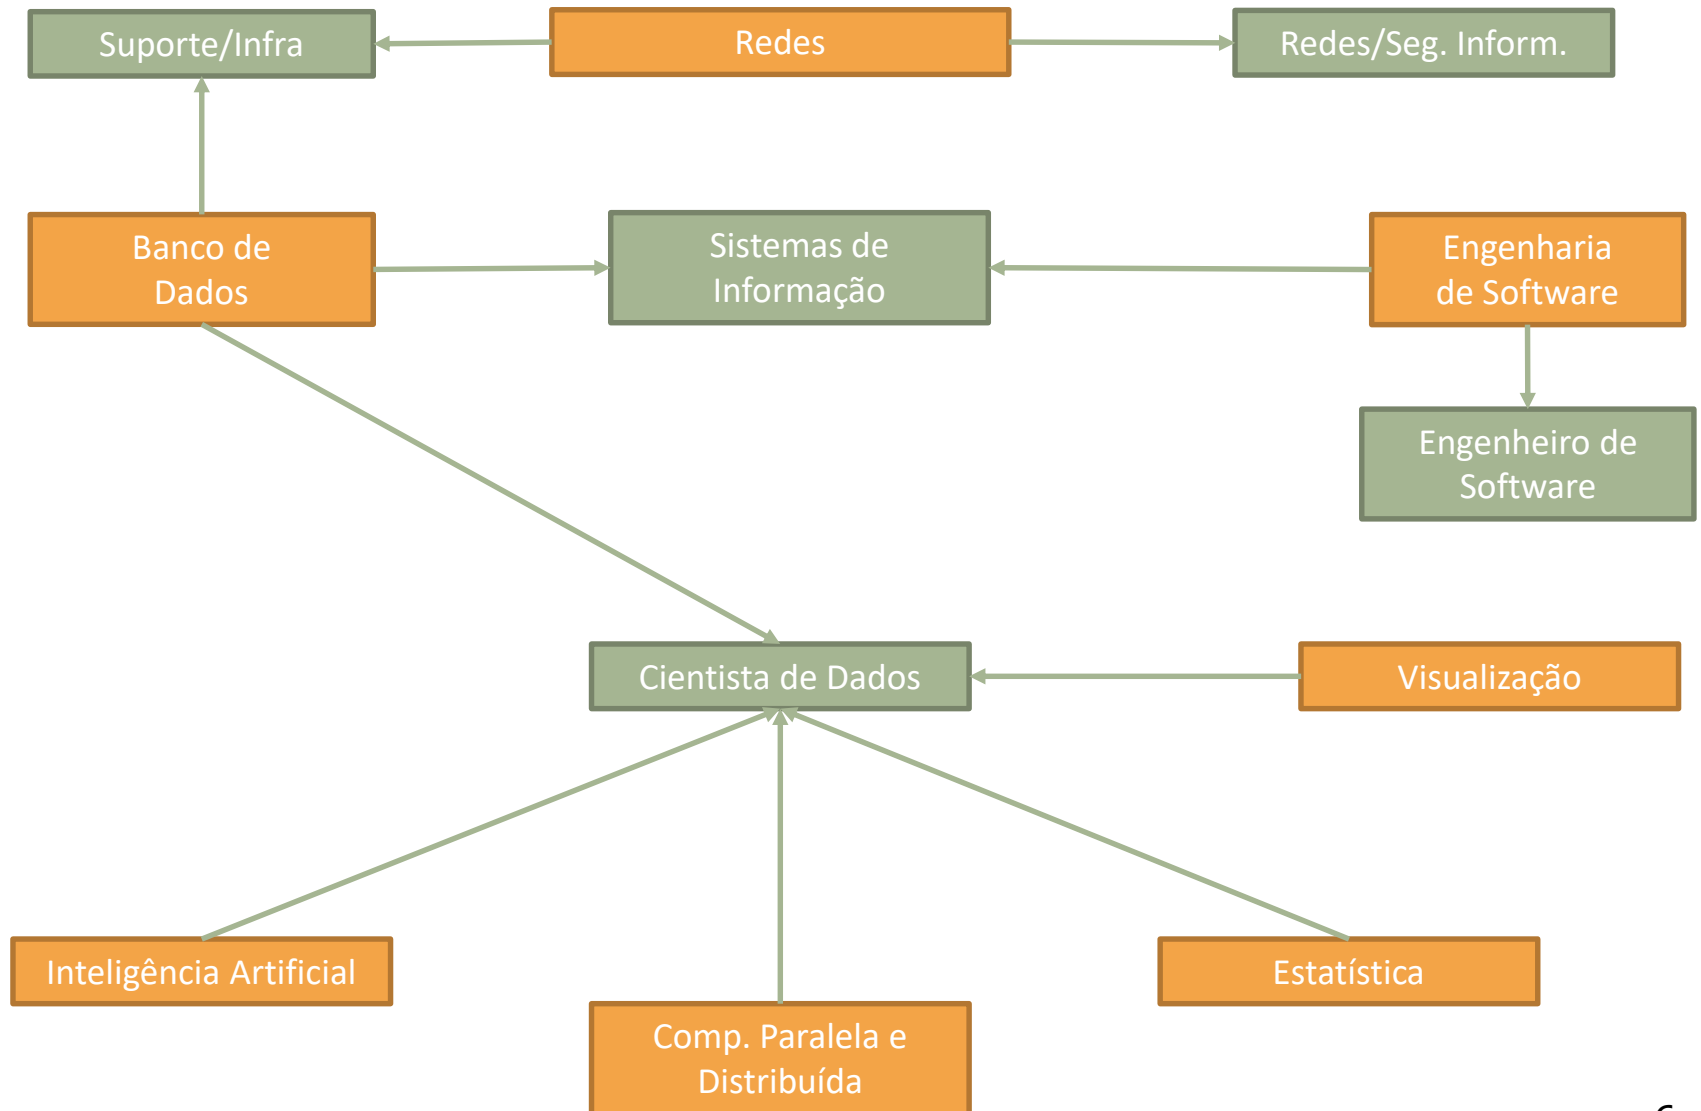 Suporte/Infra
Redes
Redes/Seg. Inform.
Banco de
Dados
Sistemas de
Informação
Engenharia
de Software
Engenheiro de
Software
Cientista de Dados
Visualização
Inteligência Artificial
Estatística
Comp. Paralela e
Distribuída